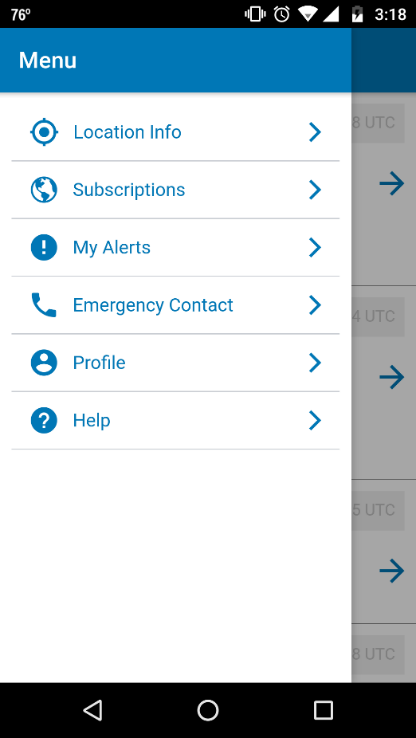 76º 3:18
Menu
8 UTC
Location Info
Subscriptions
My Alerts
4 UTC
Emergency Contact
Profile
Help
5 UTC
8 UTC